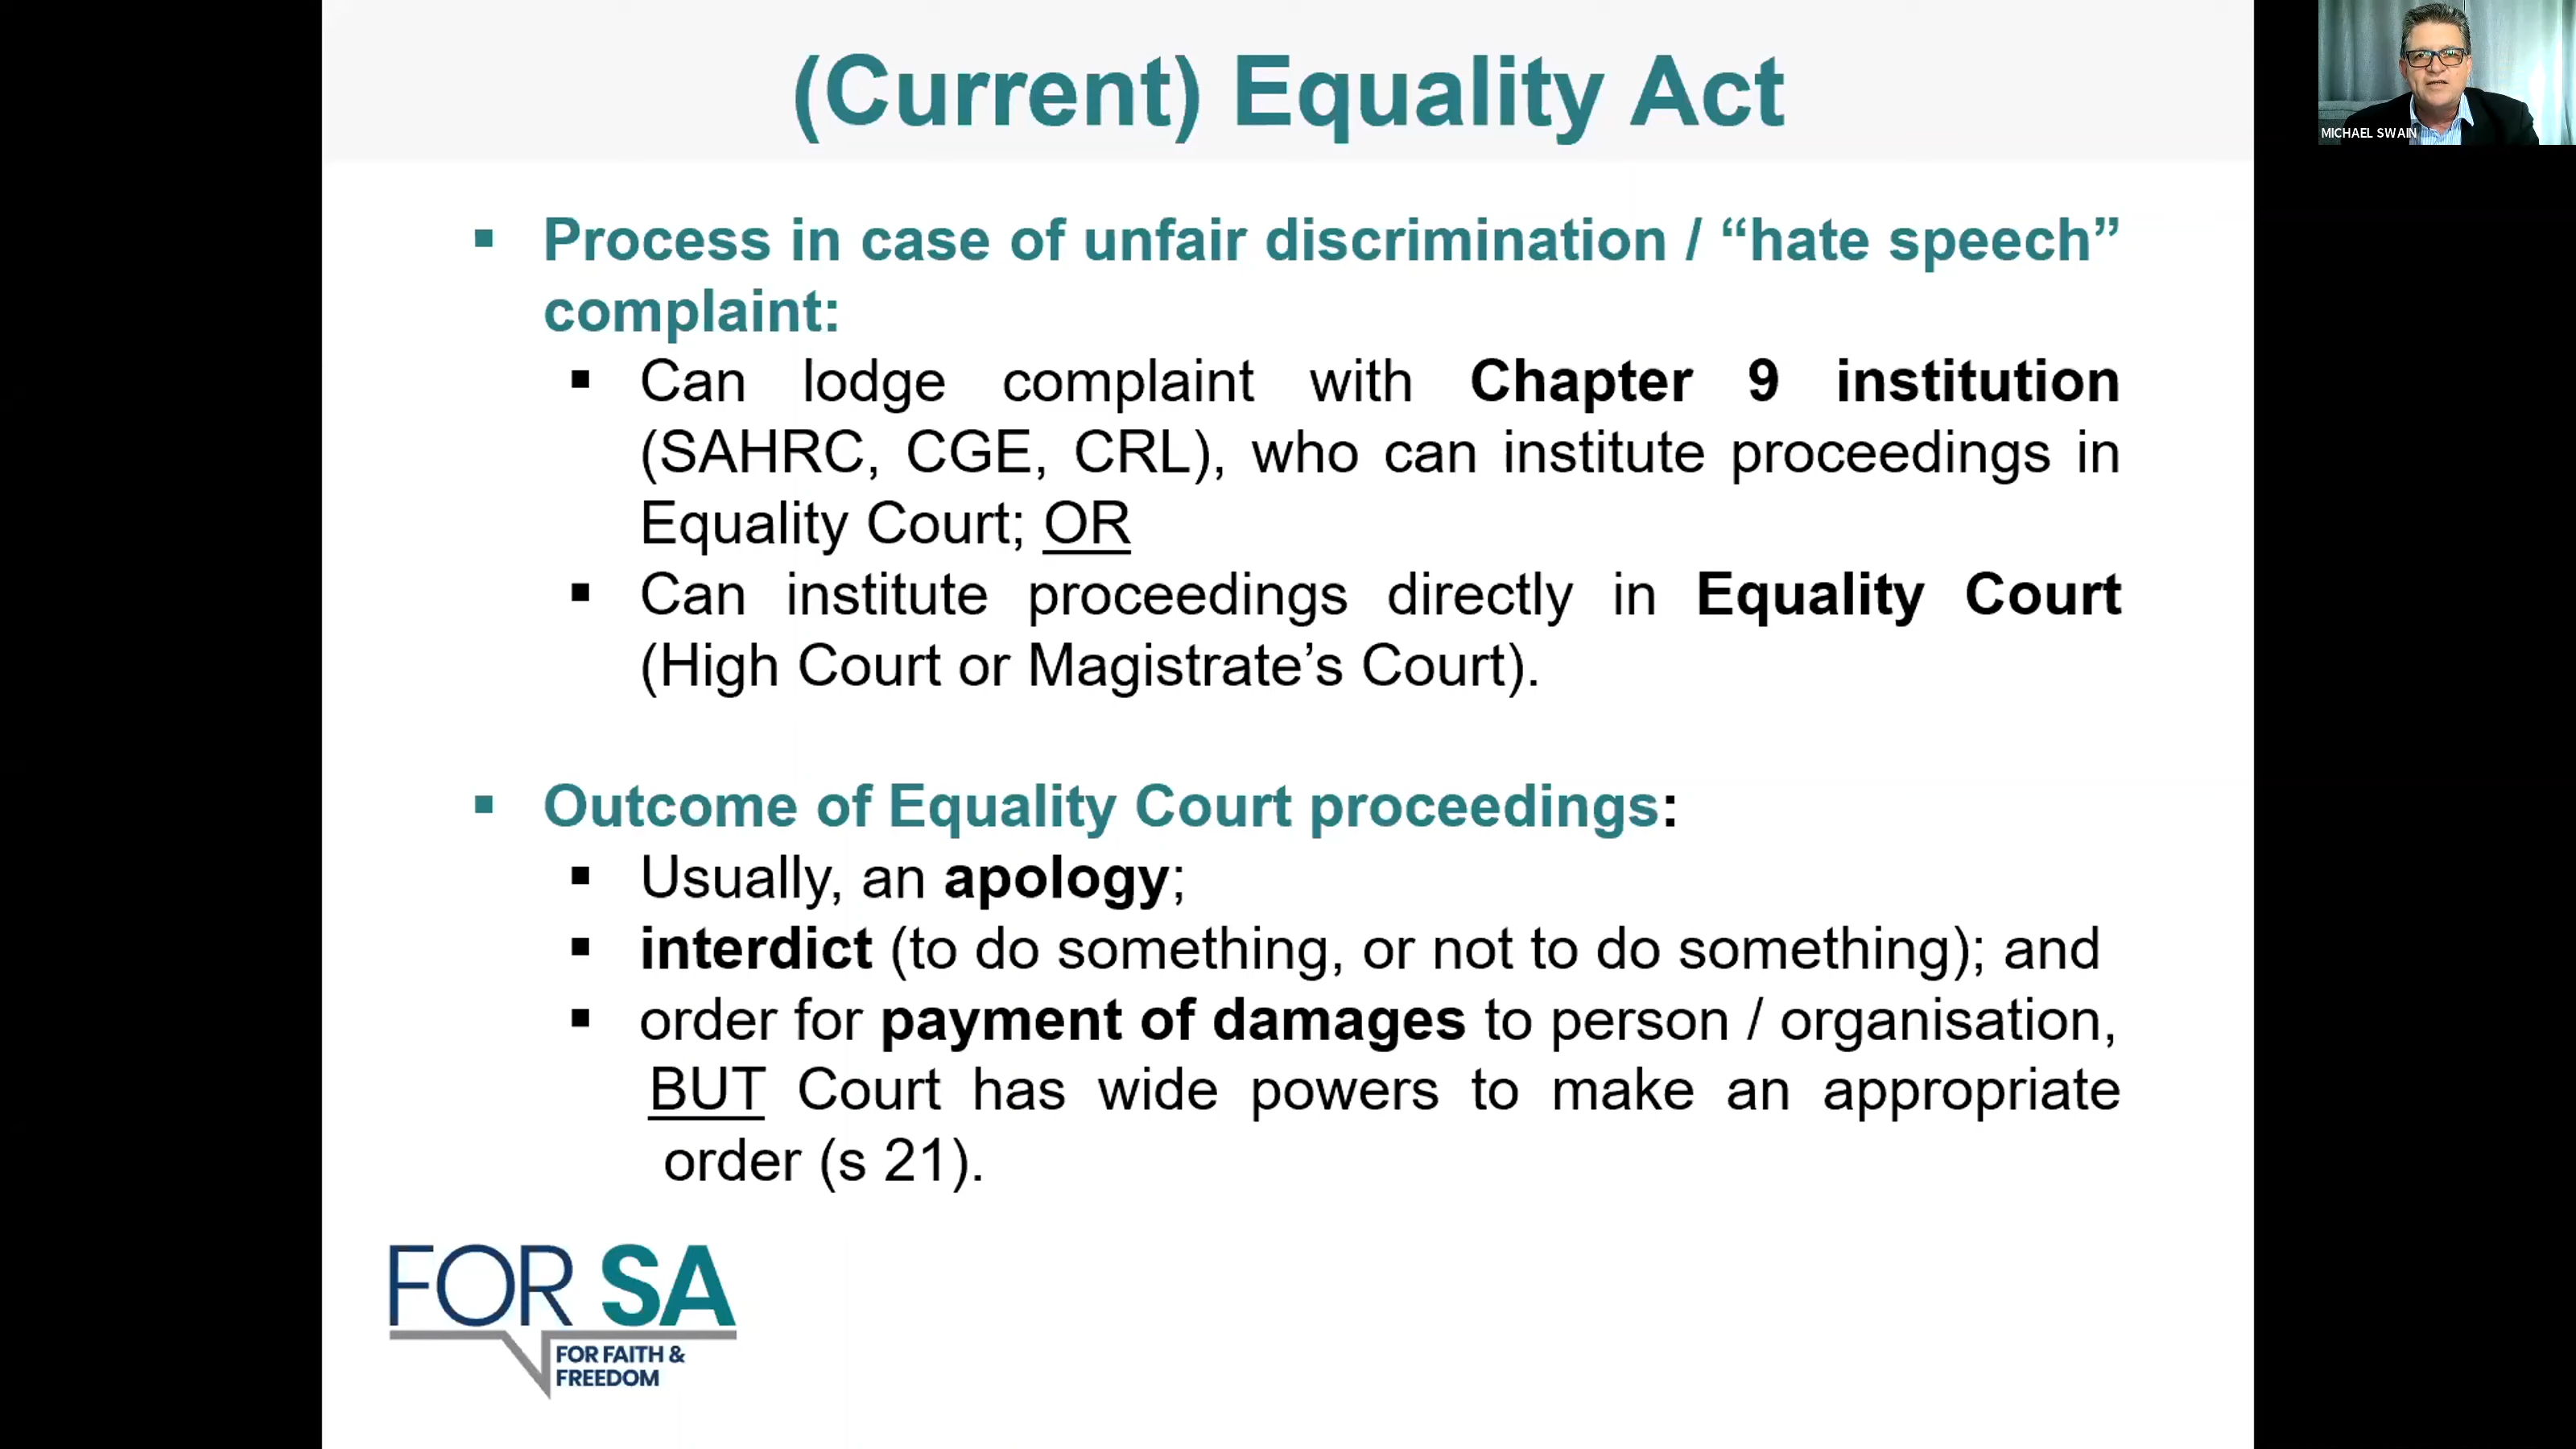 (Current) Equality Act
MICHAEL SWAIN
▪ Process in case of unfair discrimination / “hate speech”
complaint:
▪ Can lodge complaint with Chapter 9 institution
(SAHRC, CGE, CRL), who can institute proceedings in
Equality Court; OR
▪ Can institute proceedings directly in Equality Court
(High Court or Magistrate’s Court).
▪ Outcome of Equality Court proceedings:
▪ Usually, an apology;
▪ interdict (to do something, or not to do something); and
▪ order for payment of damages to person / organisation,
BUT Court has wide powers to make an appropriate
order (s 21).
FOR SA
FOR FAITH &
FREEDOM